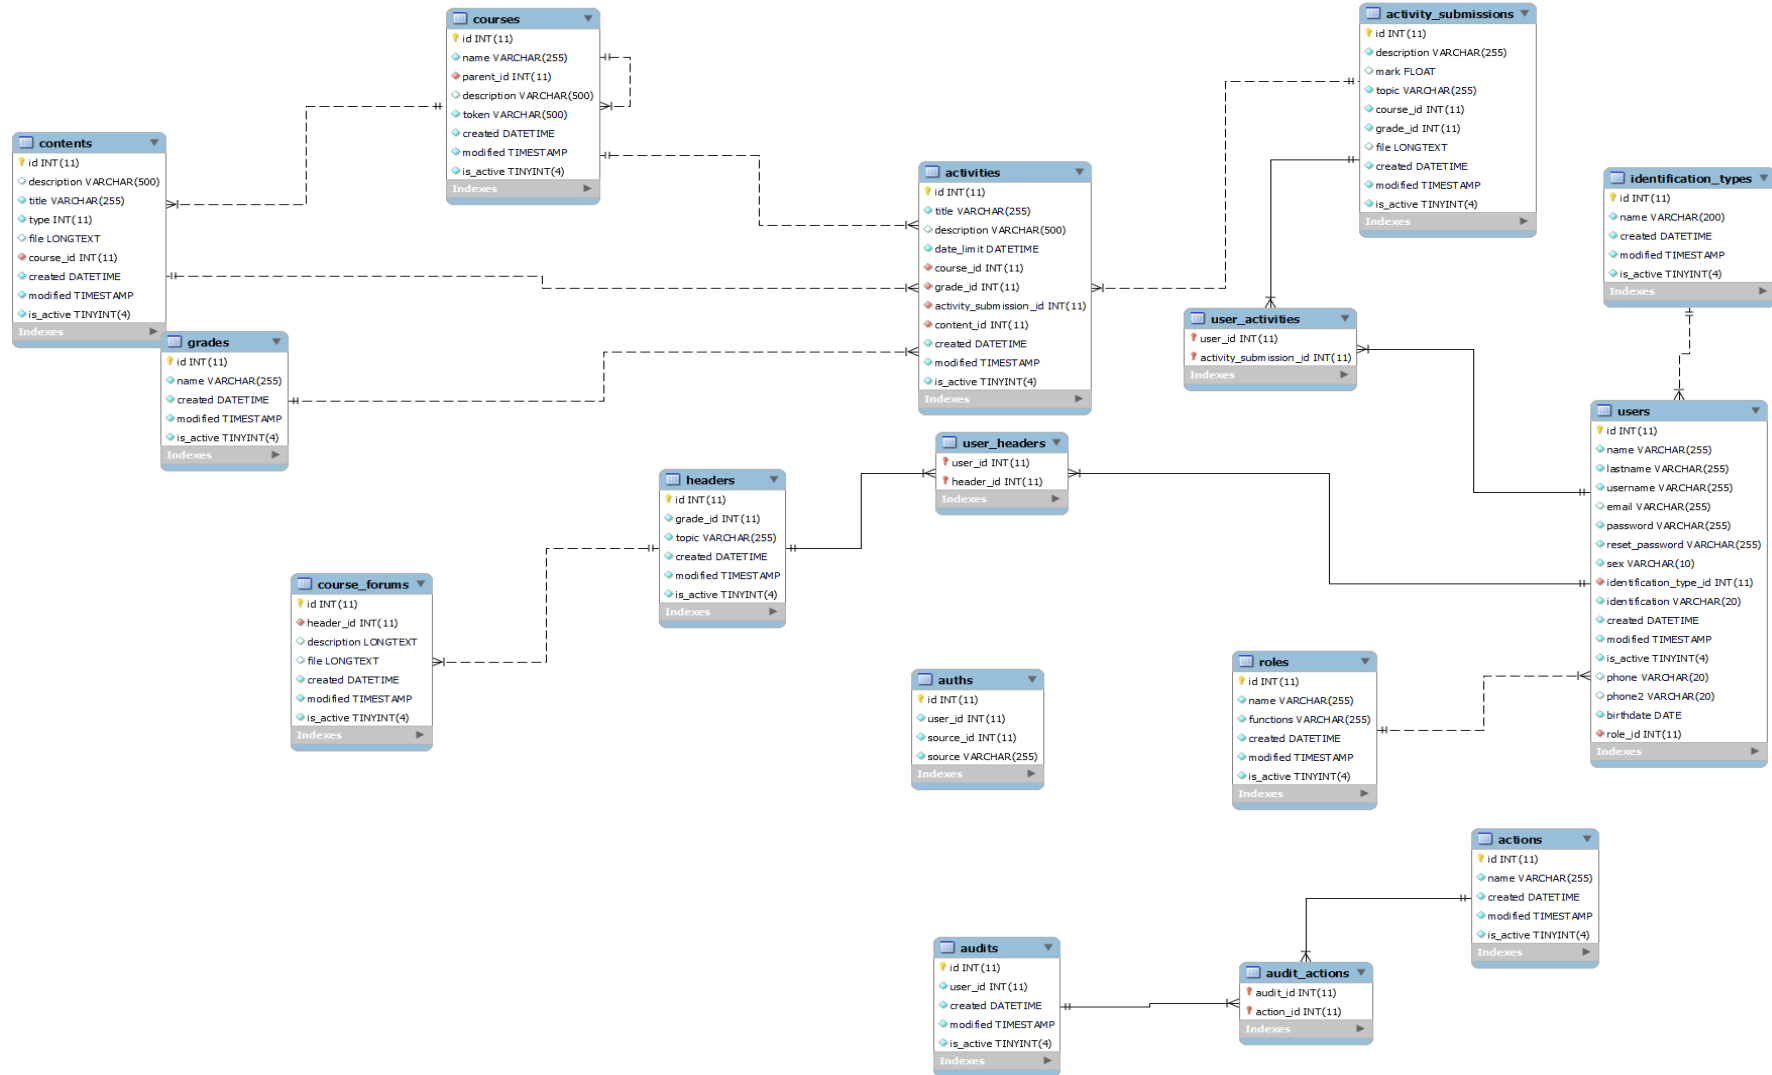 courses
id INT(11)
name VARCHAR(255)
parent_id INT(11)
description VARCHAR(500)
token VARCHAR(500)
created DATETIME
modified TIMESTAMP
is_active TINYINT(4)
Indexes
activity_submissions
id INT(11)
description VARCHAR(255)
mark FLOAT
topic VARCHAR(255)
course_id INT(11)
grade_id INT(11)
file LONGTEXT
created DATETIME
modified TIMESTAMP
is_active TINYINT(4)
Indexes
contents
id INT(11)
description VARCHAR(500)
title VARCHAR(255)
type INT(11)
file LONGTEXT
course_id INT(11)
created DATETIME
modified TIMESTAMP
is_active TINYINT(4)
Indexes
activities
id INT(11)
title VARCHAR(255)
description VARCHAR(500)
date_limit DATETIME
course_id INT(11)
grade_id INT(11)
activity_submission_id INT(11)
content_id INT(11)
created DATETIME
modified TIMESTAMP
is_active TINYINT(4)
Indexes
identification_types
id INT(11)
name VARCHAR(200)
created DATETIME
modified TIMESTAMP
is_active TINYINT(4)
Indexes
user_activities
user_id INT(11)
activity_submission_id INT(11)
Indexes
grades
id INT(11)
name VARCHAR(255)
created DATETIME
modified TIMESTAMP
is_active TINYINT(4)
Indexes
users
id INT(11)
name VARCHAR(255)
lastname VARCHAR(255)
username VARCHAR(255)
email VARCHAR(255)
password VARCHAR(255)
reset_password VARCHAR(255)
sex VARCHAR(10)
identification_type_id INT(11)
identification VARCHAR(20)
created DATETIME
modified TIMESTAMP
is_active TINYINT(4)
phone VARCHAR(20)
phone2 VARCHAR(20)
birthdate DATE
role_id INT(11)
Indexes
user_headers
user_id INT(11)
header_id INT(11)
Indexes
headers
id INT(11)
grade_id INT(11)
topic VARCHAR(255)
created DATETIME
modified TIMESTAMP
is_active TINYINT(4)
Indexes
course_forums
id INT(11)
header_id INT(11)
description LONGTEXT
file LONGTEXT
created DATETIME
modified TIMESTAMP
is_active TINYINT(4)
Indexes
auths
id INT(11)
user_id INT(11)
source_id INT(11)
source VARCHAR(255)
Indexes
roles
id INT(11)
name VARCHAR(255)
functions VARCHAR(255)
created DATETIME
modified TIMESTAMP
is_active TINYINT(4)
Indexes
actions
id INT(11)
name VARCHAR(255)
created DATETIME
modified TIMESTAMP
is_active TINYINT(4)
Indexes
audits
id INT(11)
user_id INT(11)
created DATETIME
modified TIMESTAMP
is_active TINYINT(4)
Indexes
audit_actions
audit_id INT(11)
action_id INT(11)
Indexes